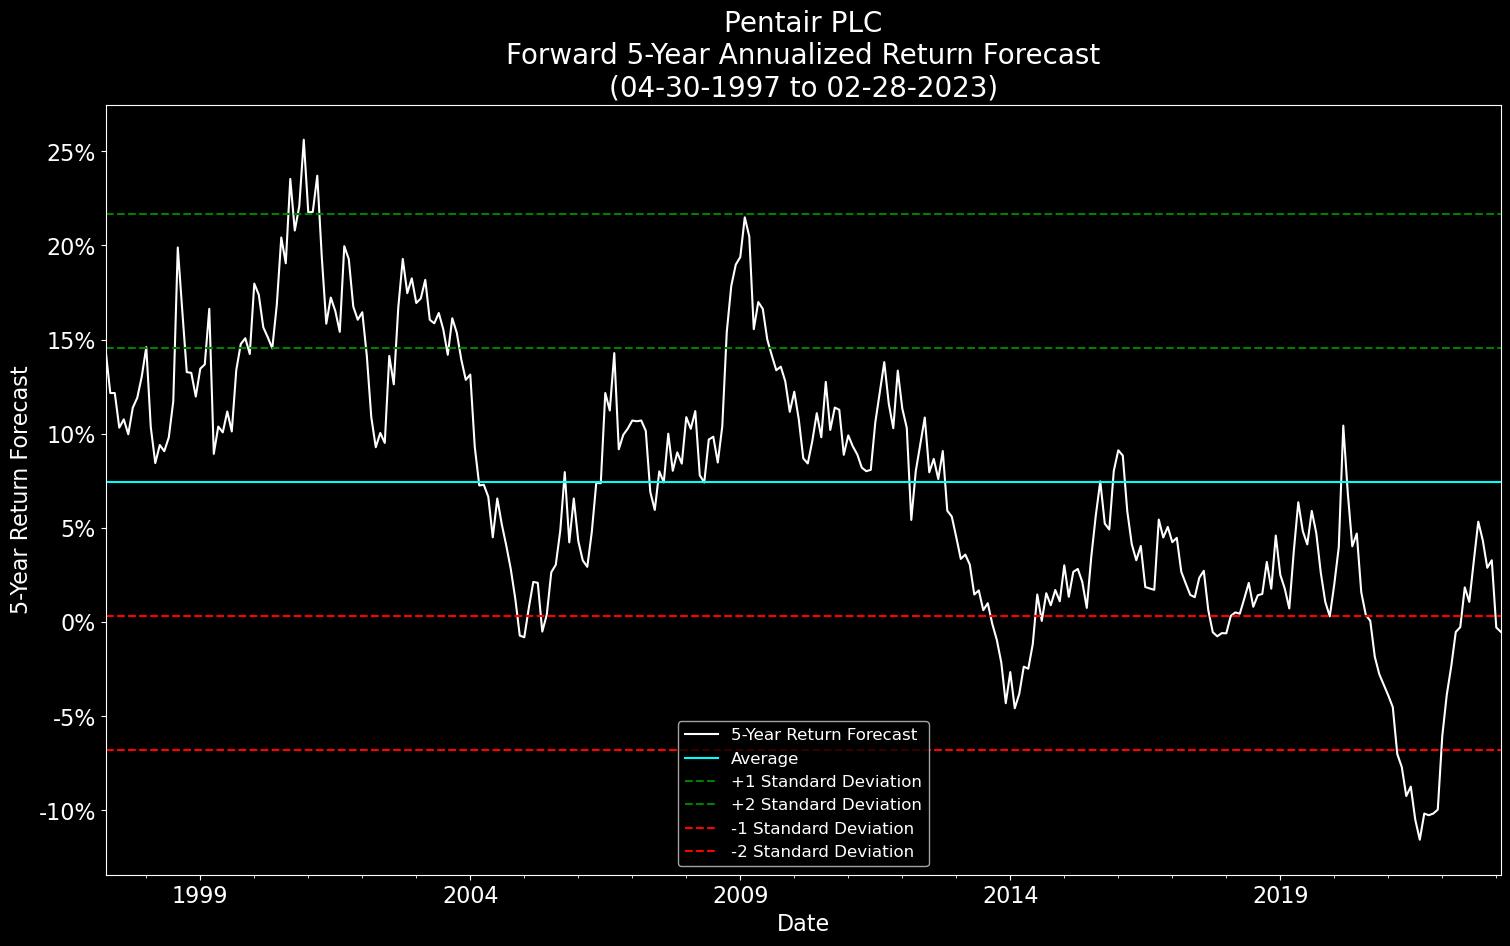 Pentair PLC
Forward 5-Year Annualized Return Forecast
(04-30-1997 to 02-28-2023)
5-Year Return Forecast
25%
20%
15%
10%
5%
0%
-5%
-10%
5-Year Return Forecast
Average
+1 Standard Deviation
+2 Standard Deviation
-1 Standard Deviation
-2 Standard Deviation
1999 2004 2009 2014 2019
Date